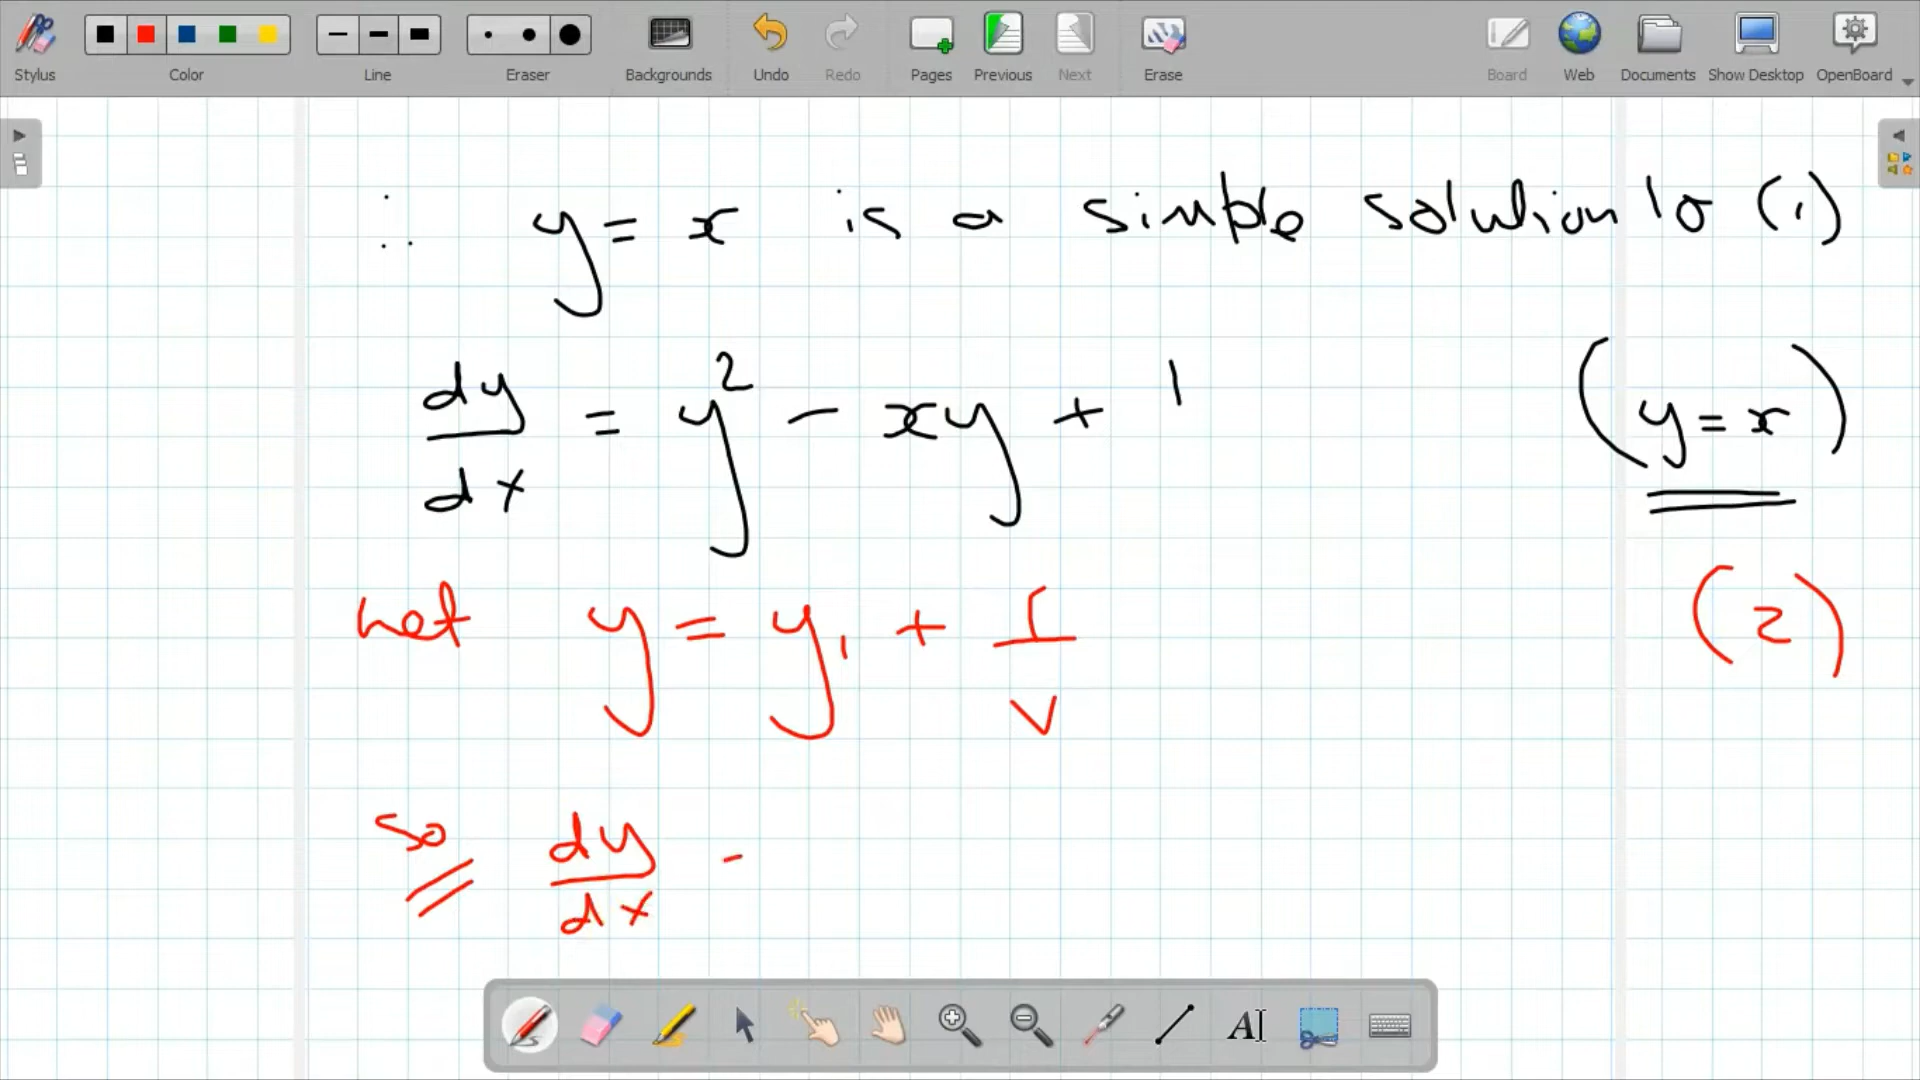 Stylus Color Line Eraser Backgrounds Undo Redo Pages Previous Next Erase Board Web Documents Show Desktop OpenBoard
∴ y = x is a simple solution to (1)
dy/dx = y² - xy + 1 (y = x)
Let y = y₁ + 1/v (2)
so dy/dx -
AI